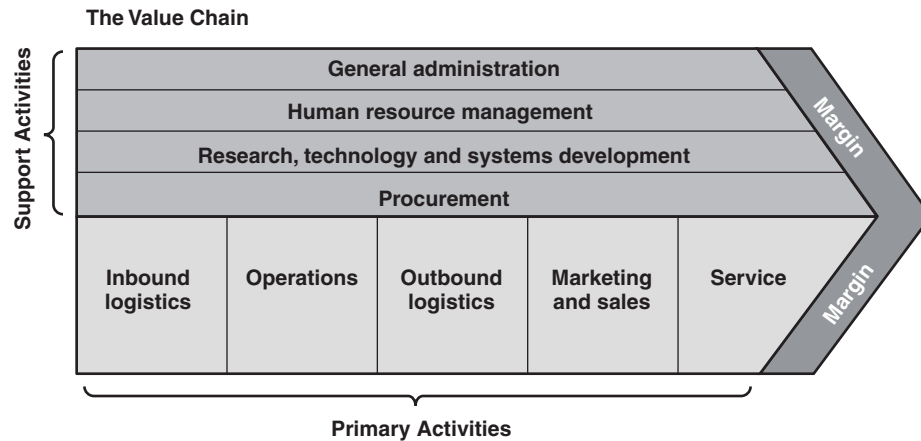 The Value Chain
Support Activities
General administration
Human resource management
Research, technology and systems development
Procurement
Margin
Inbound
logistics
Operations
Outbound
logistics
Marketing
and sales
Service
Margin
Primary Activities